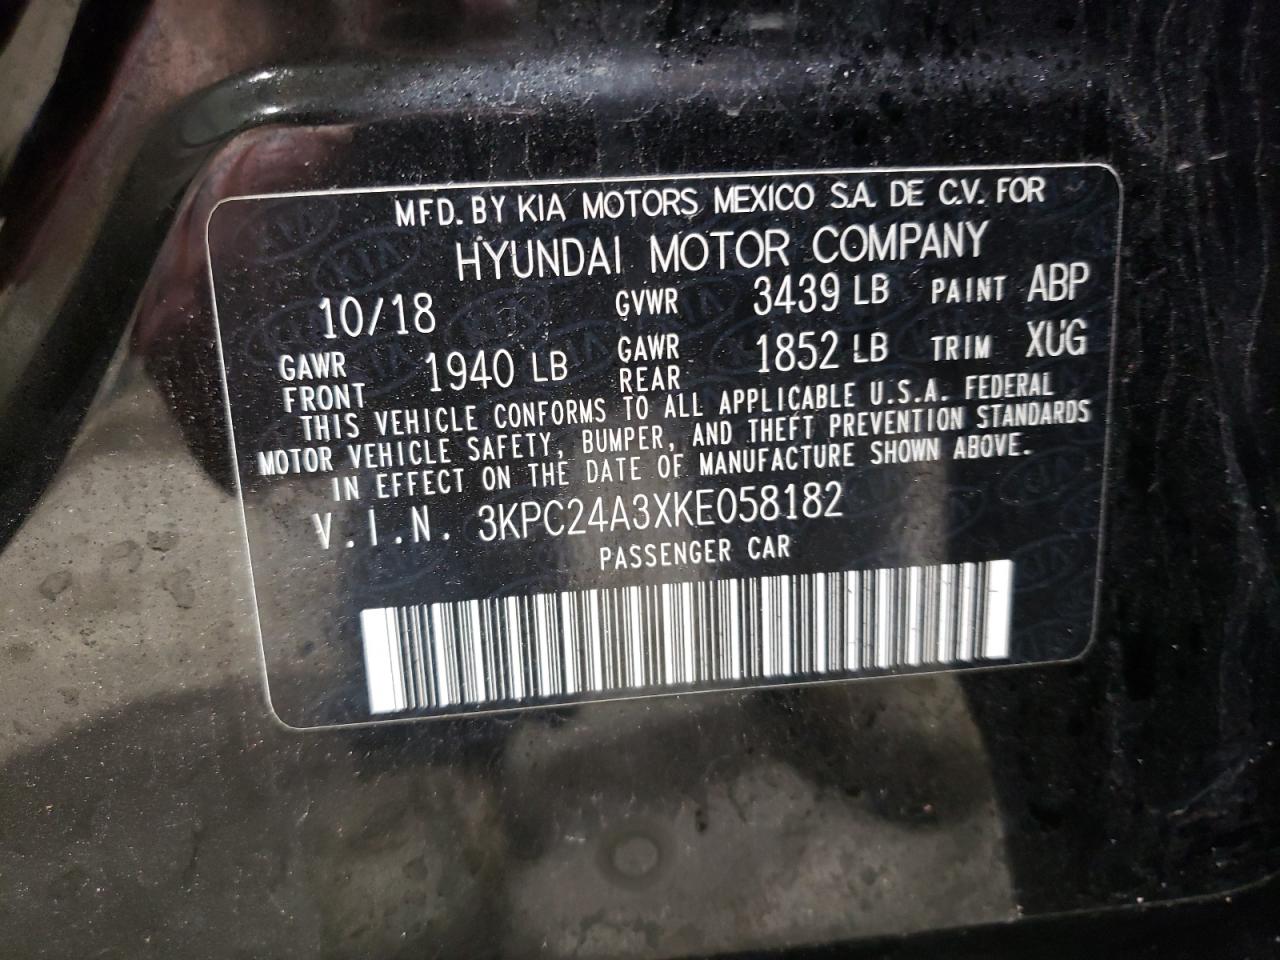 MFD. BY KIA MOTORS MEXICO S.A. DE C.V. FOR
HYUNDAI MOTOR COMPANY
10/18 GVWR 3439 LB PAINT ABP
GAWR FRONT 1940 LB GAWR REAR 1852 LB TRIM XUG
THIS VEHICLE CONFORMS TO ALL APPLICABLE U.S.A. FEDERAL
MOTOR VEHICLE SAFETY, BUMPER, AND THEFT PREVENTION STANDARDS
IN EFFECT ON THE DATE OF MANUFACTURE SHOWN ABOVE.
V.I.N. 3KPC24A3XKE058182
PASSENGER CAR